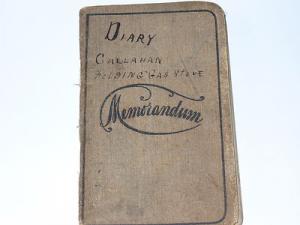 DIARY
CALLAHAN
FOLDING GAS STOVE
Memorandum